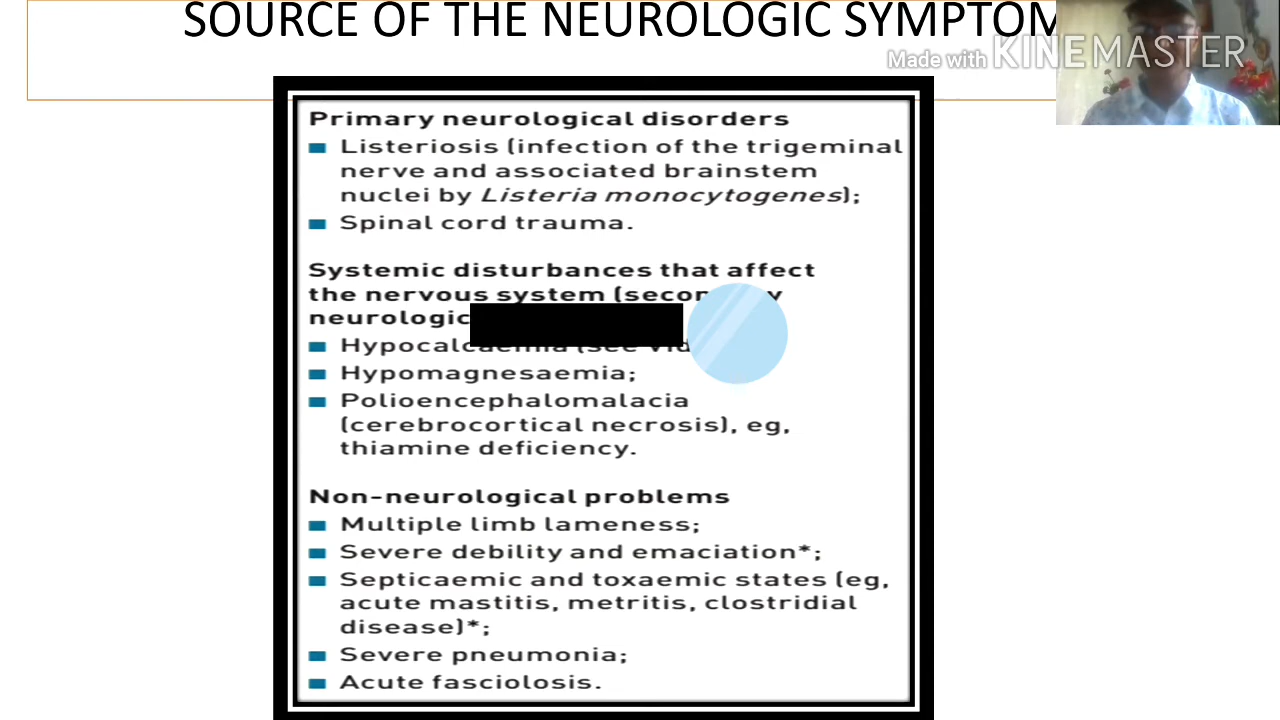 SOURCE OF THE NEUROLOGIC SYMPTOM
Made with KINEMASTER
Primary neurological disorders
Listeriosis (infection of the trigeminal
nerve and associated brainstem
nuclei by Listeria monocytogenes);
Spinal cord trauma.
Systemic disturbances that affect
the nervous system
Hypocalcaemia (see
Hypomagnesaemia;
Polioencephalomalacia
(cerebrocortical necrosis), eg,
thiamine deficiency.
Non-neurological problems
Multiple limb lameness;
Severe debility and emaciation*;
Septicaemic and toxaemic states (eg,
acute mastitis, metritis, clostridial
disease)*;
Severe pneumonia;
Acute fasciolosis.